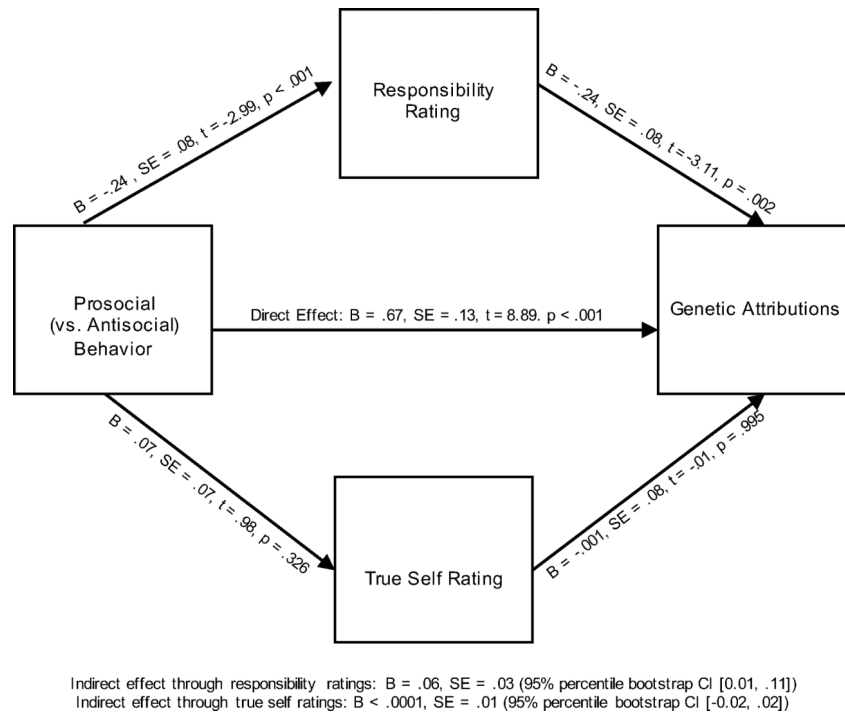 B = -.24 , SE = .08, t = -2.99, p < .001
Responsibility
Rating
B = -.24, SE = .08, t = -3.11, p = .002
Prosocial
(vs. Antisocial)
Behavior
Direct Effect: B = .67, SE = .13, t = 8.89. p < .001
Genetic Attributions
B = .07, SE = .07, t = .98, p = .326
True Self Rating
B = -.001, SE = .08, t = -.01, p = .995
Indirect effect through responsibility ratings: B = .06, SE = .03 (95% percentile bootstrap CI [0.01, .11])
Indirect effect through true self ratings: B < .0001, SE = .01 (95% percentile bootstrap CI [-0.02, .02])